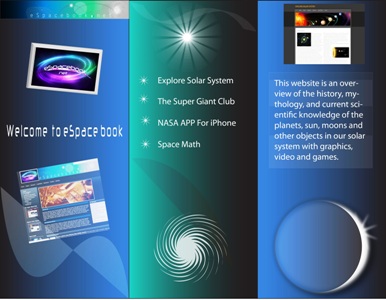 eSpacebook
eSpacebook
Welcome to eSpace book
Explore Solar System
The Super Giant Club
NASA APP For iPhone
Space Math
This website is an over-
view of the history, my-
thology, and current sci-
entific knowledge of the
planets, sun, moons and
other objects in our solar
system with graphics,
video and games.